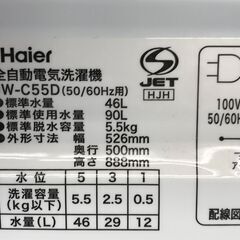 Haier
全自動電気洗濯機
W-C55D(50/60Hz用)
●標準水量 46L
●標準使用水量 90L
●標準脱水容量 5.5kg
●外形寸法 幅 526mm
奥行 500mm
高さ 888mm
水位 5 3 1
洗濯容量(kg以下) 5.5 2.5 0.5
水量(L) 46 29 12
S
JET
HJH
100V
50/60H
配線図